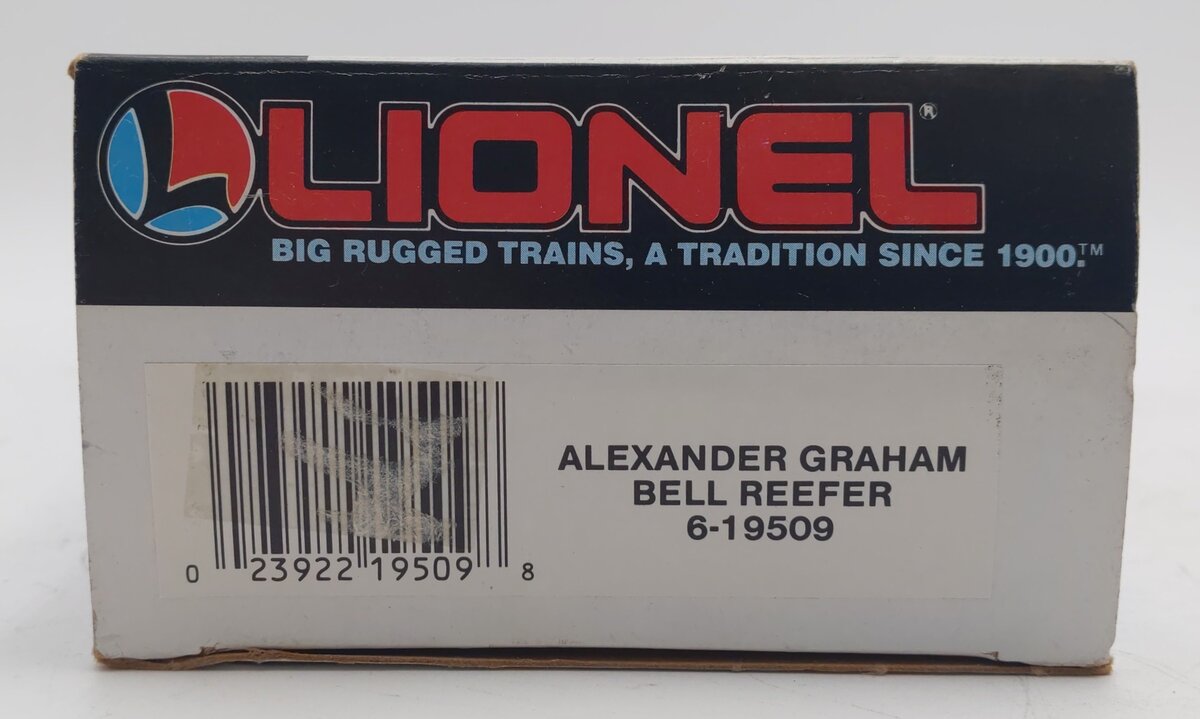 LIONEL®
BIG RUGGED TRAINS, A TRADITION SINCE 1900.™
ALEXANDER GRAHAM
BELL REEFER
6-19509
0 23922 19509 8